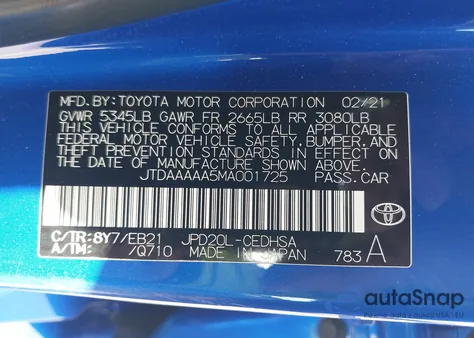 MFD. BY: TOYOTA MOTOR CORPORATION 02/21
GVWR 5345LB GAWR FR 2665LB RR 3080LB
THIS VEHICLE CONFORMS TO ALL APPLICABLE
FEDERAL MOTOR VEHICLE SAFETY, BUMPER, AND
THEFT PREVENTION STANDARDS IN EFFECT ON
THE DATE OF MANUFACTURE SHOWN ABOVE.
JTDAAAAA5MA001725 PASS.CAR
C/TR: 8Y7/EB21 JPD20L-CEDHSA
A/TM: /Q710 MADE IN JAPAN 783 A
TOYOTA
autoSnap